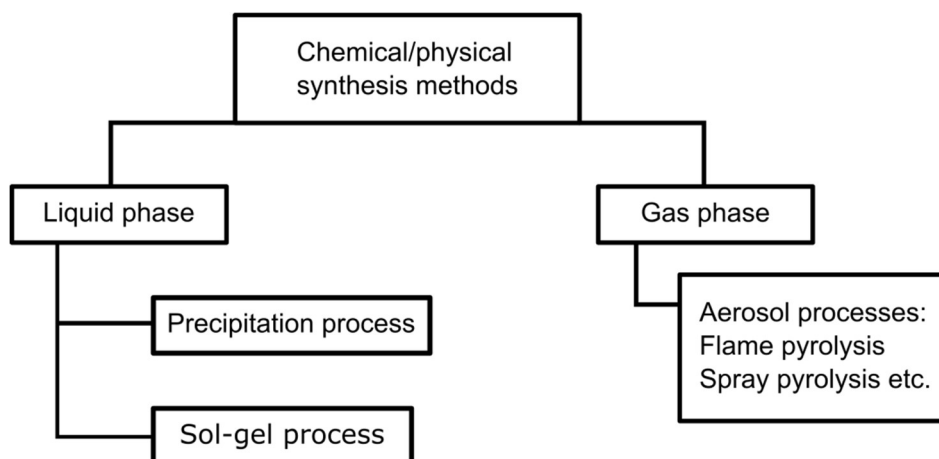 Chemical/physical
synthesis methods
Liquid phase
Gas phase
Precipitation process
Sol-gel process
Aerosol processes:
Flame pyrolysis
Spray pyrolysis etc.